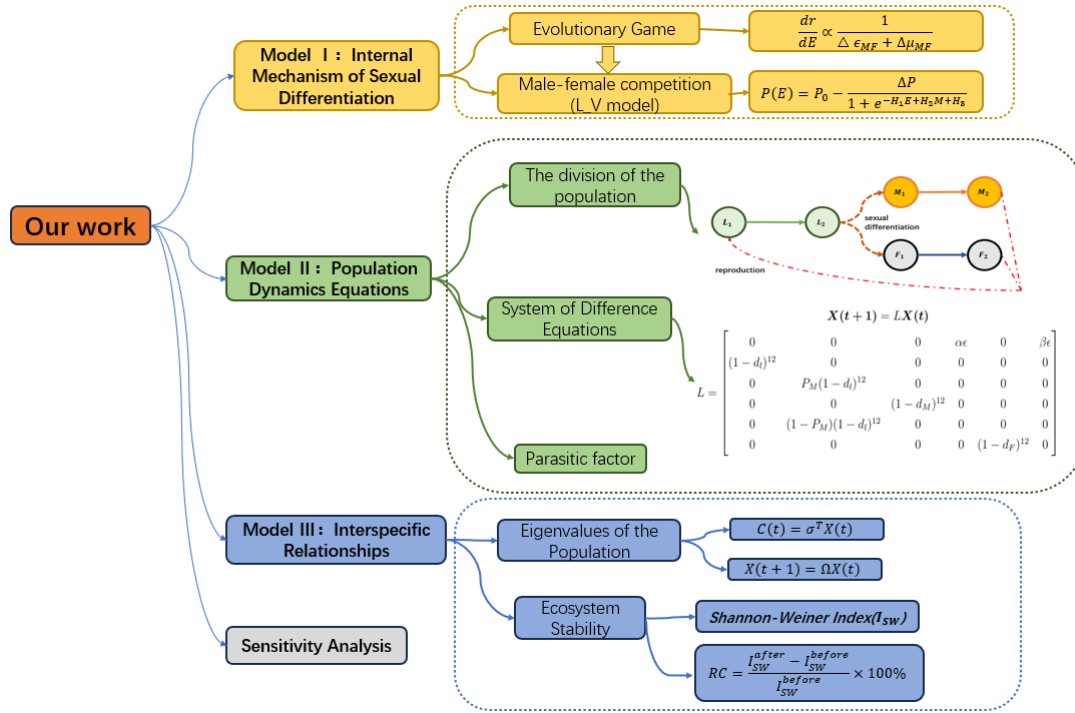 Our work
Model Ⅰ：Internal
Mechanism of Sexual
Differentiation
Evolutionary Game
dr/dE ∝ 1/(△ ϵ_MF + Δμ_MF)
Male-female competition
(L_V model)
P(E) = P_0 − ΔP/(1 + e^{−H_1E+H_2M+H_3})
Model Ⅱ：Population
Dynamics Equations
The division of the
population
L_1
L_2
M_1
M_2
sexual
differentiation
F_1
F_2
reproduction
System of Difference
Equations
X(t+1) = LX(t)
L =
0 0 0 αϵ 0 βϵ
(1 − d_l)^12 0 0 0 0 0
0 P_M(1 − d_l)^12 0 0 0 0
0 0 (1 − d_M)^12 0 0 0
0 (1 − P_M)(1 − d_l)^12 0 0 0 0
0 0 0 0 (1 − d_F)^12 0
Parasitic factor
Model Ⅲ：Interspecific
Relationships
Eigenvalues of the
Population
C(t) = σ^T X(t)
X(t + 1) = ΩX(t)
Ecosystem
Stability
Shannon-Weiner Index(I_SW)
RC = (I_SW^after − I_SW^before)/I_SW^before × 100%
Sensitivity Analysis